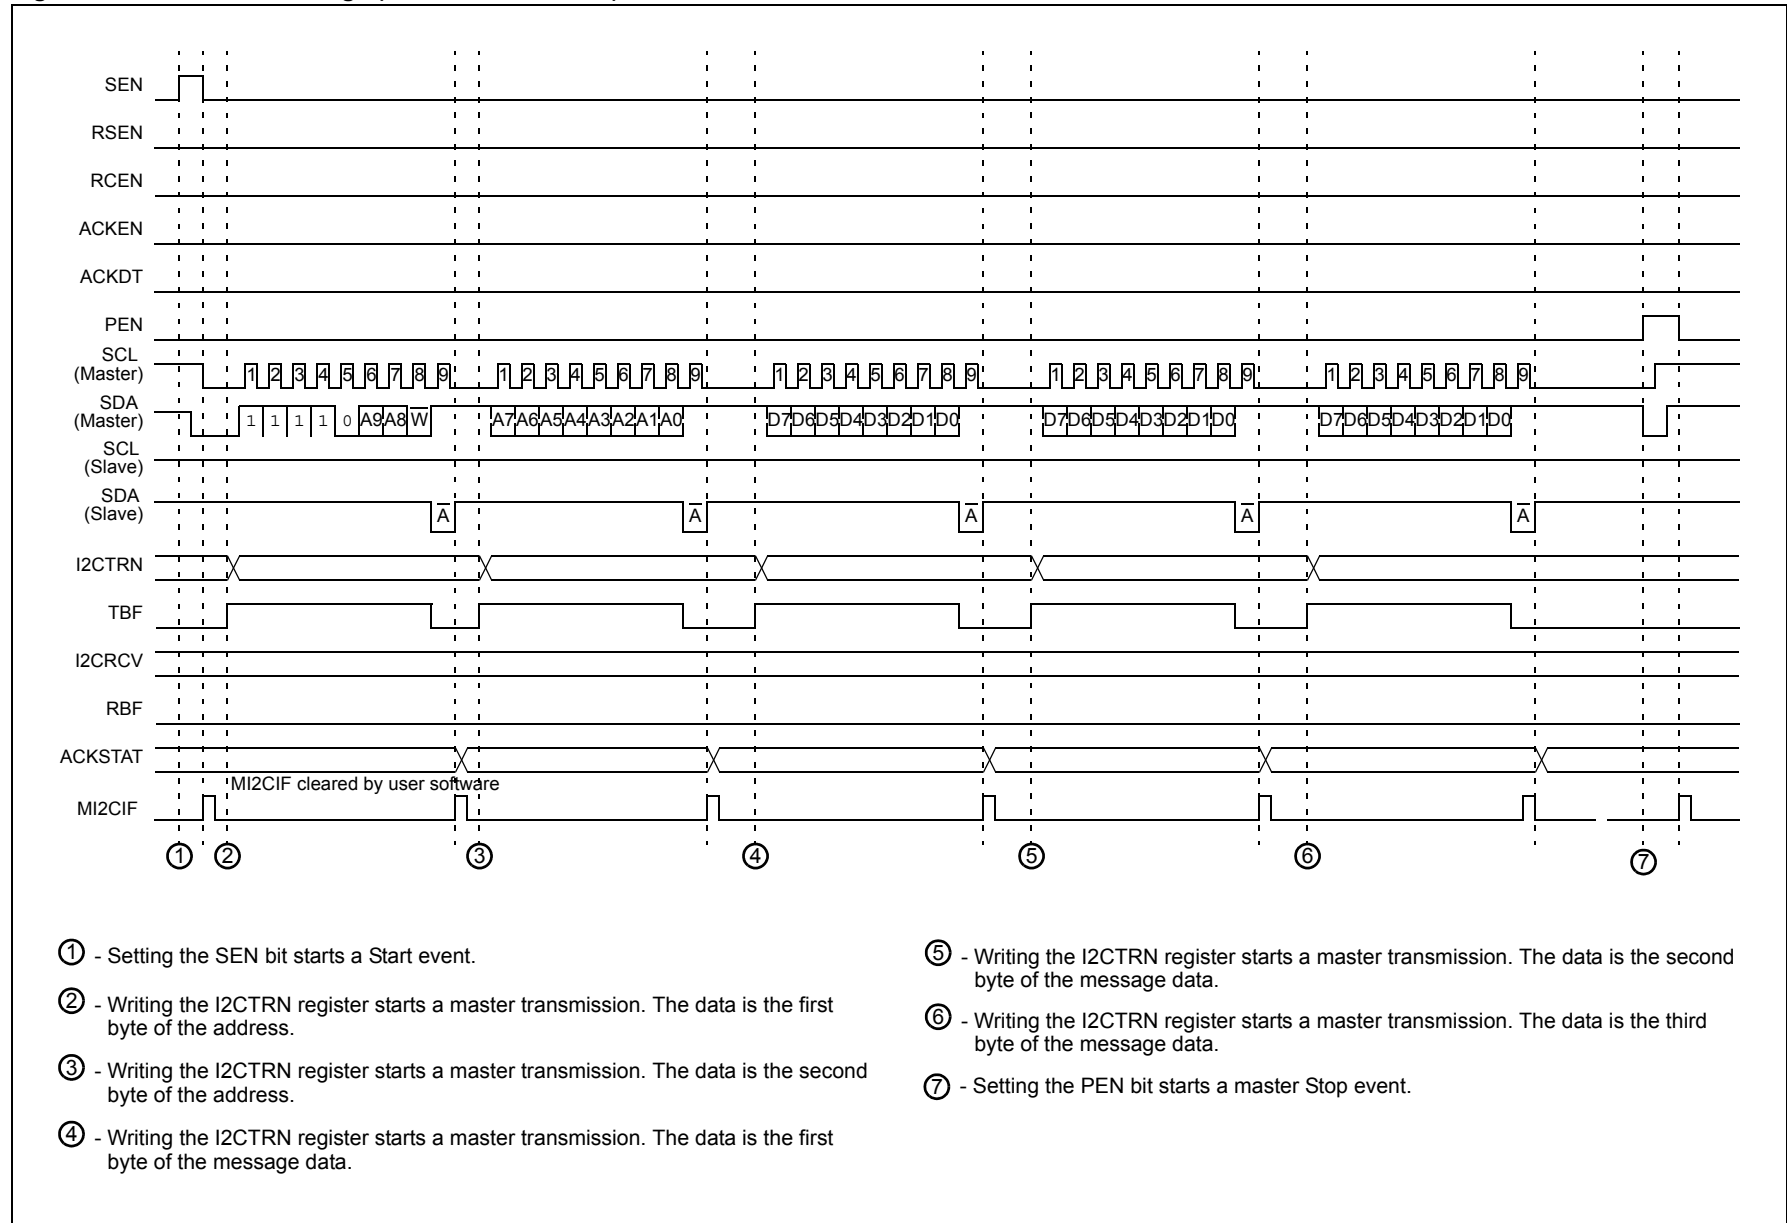 SEN
RSEN
RCEN
ACKEN
ACKDT
PEN
SCL
(Master)
1 2 3 4 5 6 7 8 9 1 2 3 4 5 6 7 8 9 1 2 3 4 5 6 7 8 9 1 2 3 4 5 6 7 8 9 1 2 3 4 5 6 7 8 9
SDA
(Master)
1 1 1 1 0 A9 A8 W̅ A7 A6 A5 A4 A3 A2 A1 A0 D7 D6 D5 D4 D3 D2 D1 D0 D7 D6 D5 D4 D3 D2 D1 D0 D7 D6 D5 D4 D3 D2 D1 D0
SCL
(Slave)
SDA
(Slave)
A̅ A̅ A̅ A̅ A̅
I2CTRN
TBF
I2CRCV
RBF
ACKSTAT
MI2CIF cleared by user software
MI2CIF
① ② ③ ④ ⑤ ⑥ ⑦
① - Setting the SEN bit starts a Start event.
② - Writing the I2CTRN register starts a master transmission. The data is the first
byte of the address.
③ - Writing the I2CTRN register starts a master transmission. The data is the second
byte of the address.
④ - Writing the I2CTRN register starts a master transmission. The data is the first
byte of the message data.
⑤ - Writing the I2CTRN register starts a master transmission. The data is the second
byte of the message data.
⑥ - Writing the I2CTRN register starts a master transmission. The data is the third
byte of the message data.
⑦ - Setting the PEN bit starts a master Stop event.